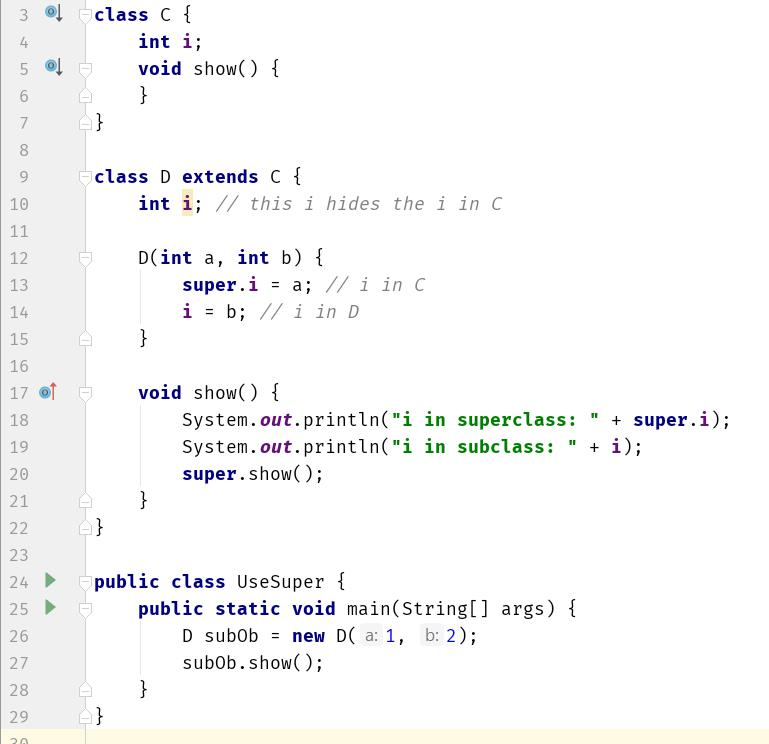 3 class C {
4 int i;
5 void show() {
6 }
7 }
8
9 class D extends C {
10 int i; // this i hides the i in C
11
12 D(int a, int b) {
13 super.i = a; // i in C
14 i = b; // i in D
15 }
16
17 void show() {
18 System.out.println("i in superclass: " + super.i);
19 System.out.println("i in subclass: " + i);
20 super.show();
21 }
22 }
23
24 public class UseSuper {
25 public static void main(String[] args) {
26 D subOb = new D( a: 1, b: 2);
27 subOb.show();
28 }
29 }
30